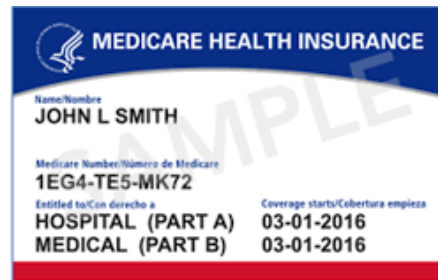 MEDICARE HEALTH INSURANCE
Name/Nombre
JOHN L SMITH
SAMPLE
Medicare Number/Número de Medicare
1EG4-TE5-MK72
Entitled to/Con derecho a Coverage starts/Cobertura empieza
HOSPITAL (PART A) 03-01-2016
MEDICAL (PART B) 03-01-2016